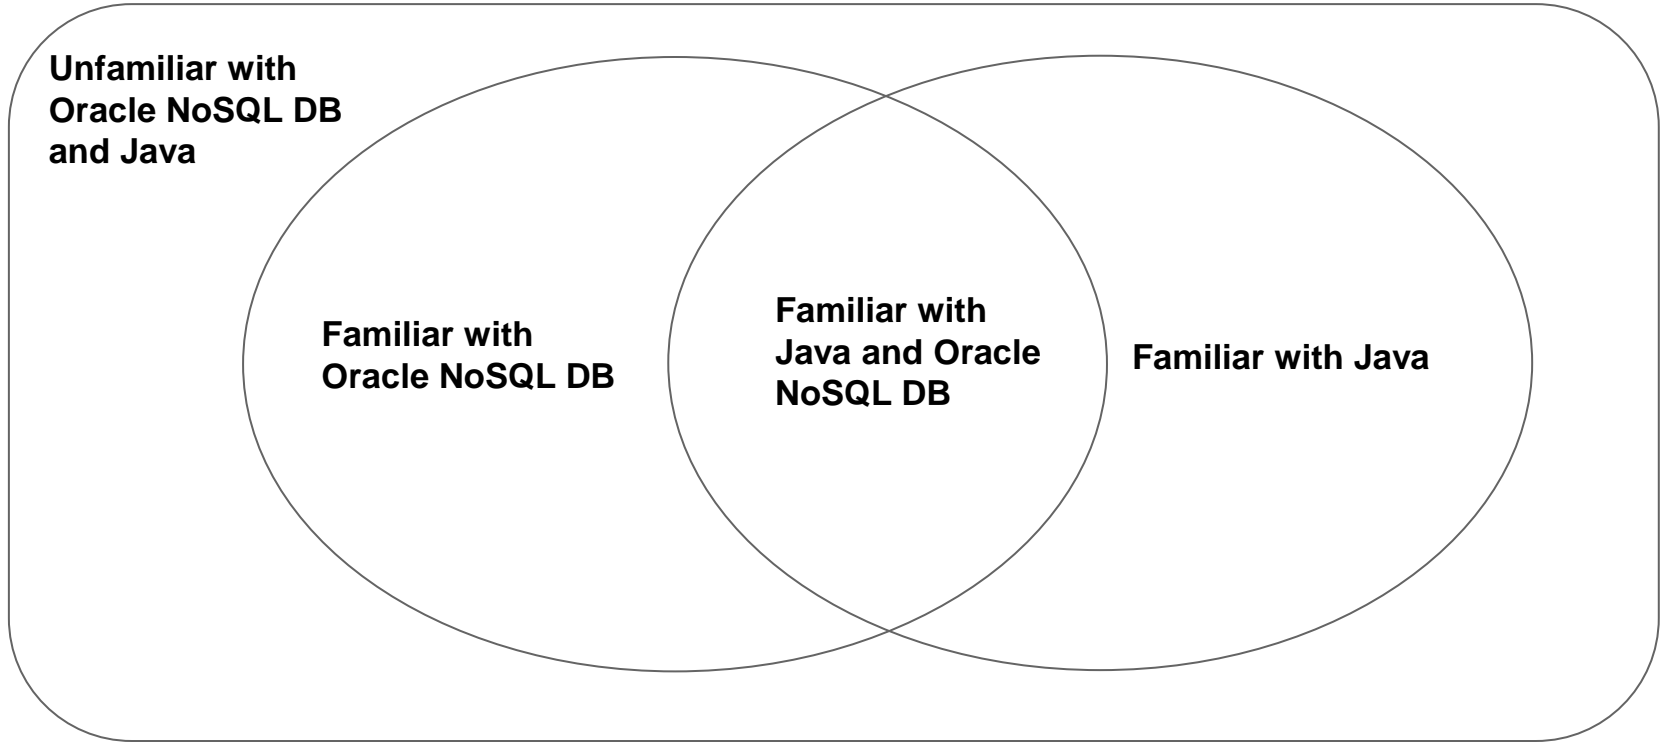 Unfamiliar with
Oracle NoSQL DB
and Java
Familiar with
Oracle NoSQL DB
Familiar with
Java and Oracle
NoSQL DB
Familiar with Java